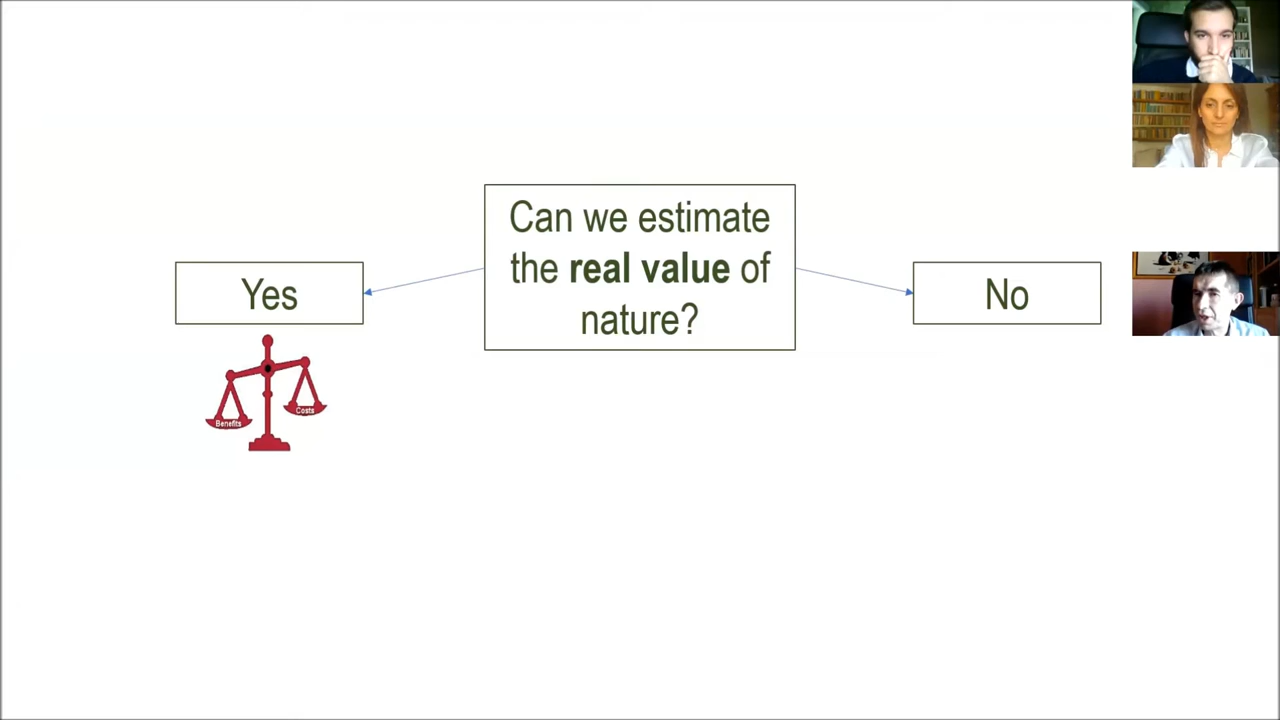 Can we estimate
the real value of
nature?
Yes
No
Benefits
Costs